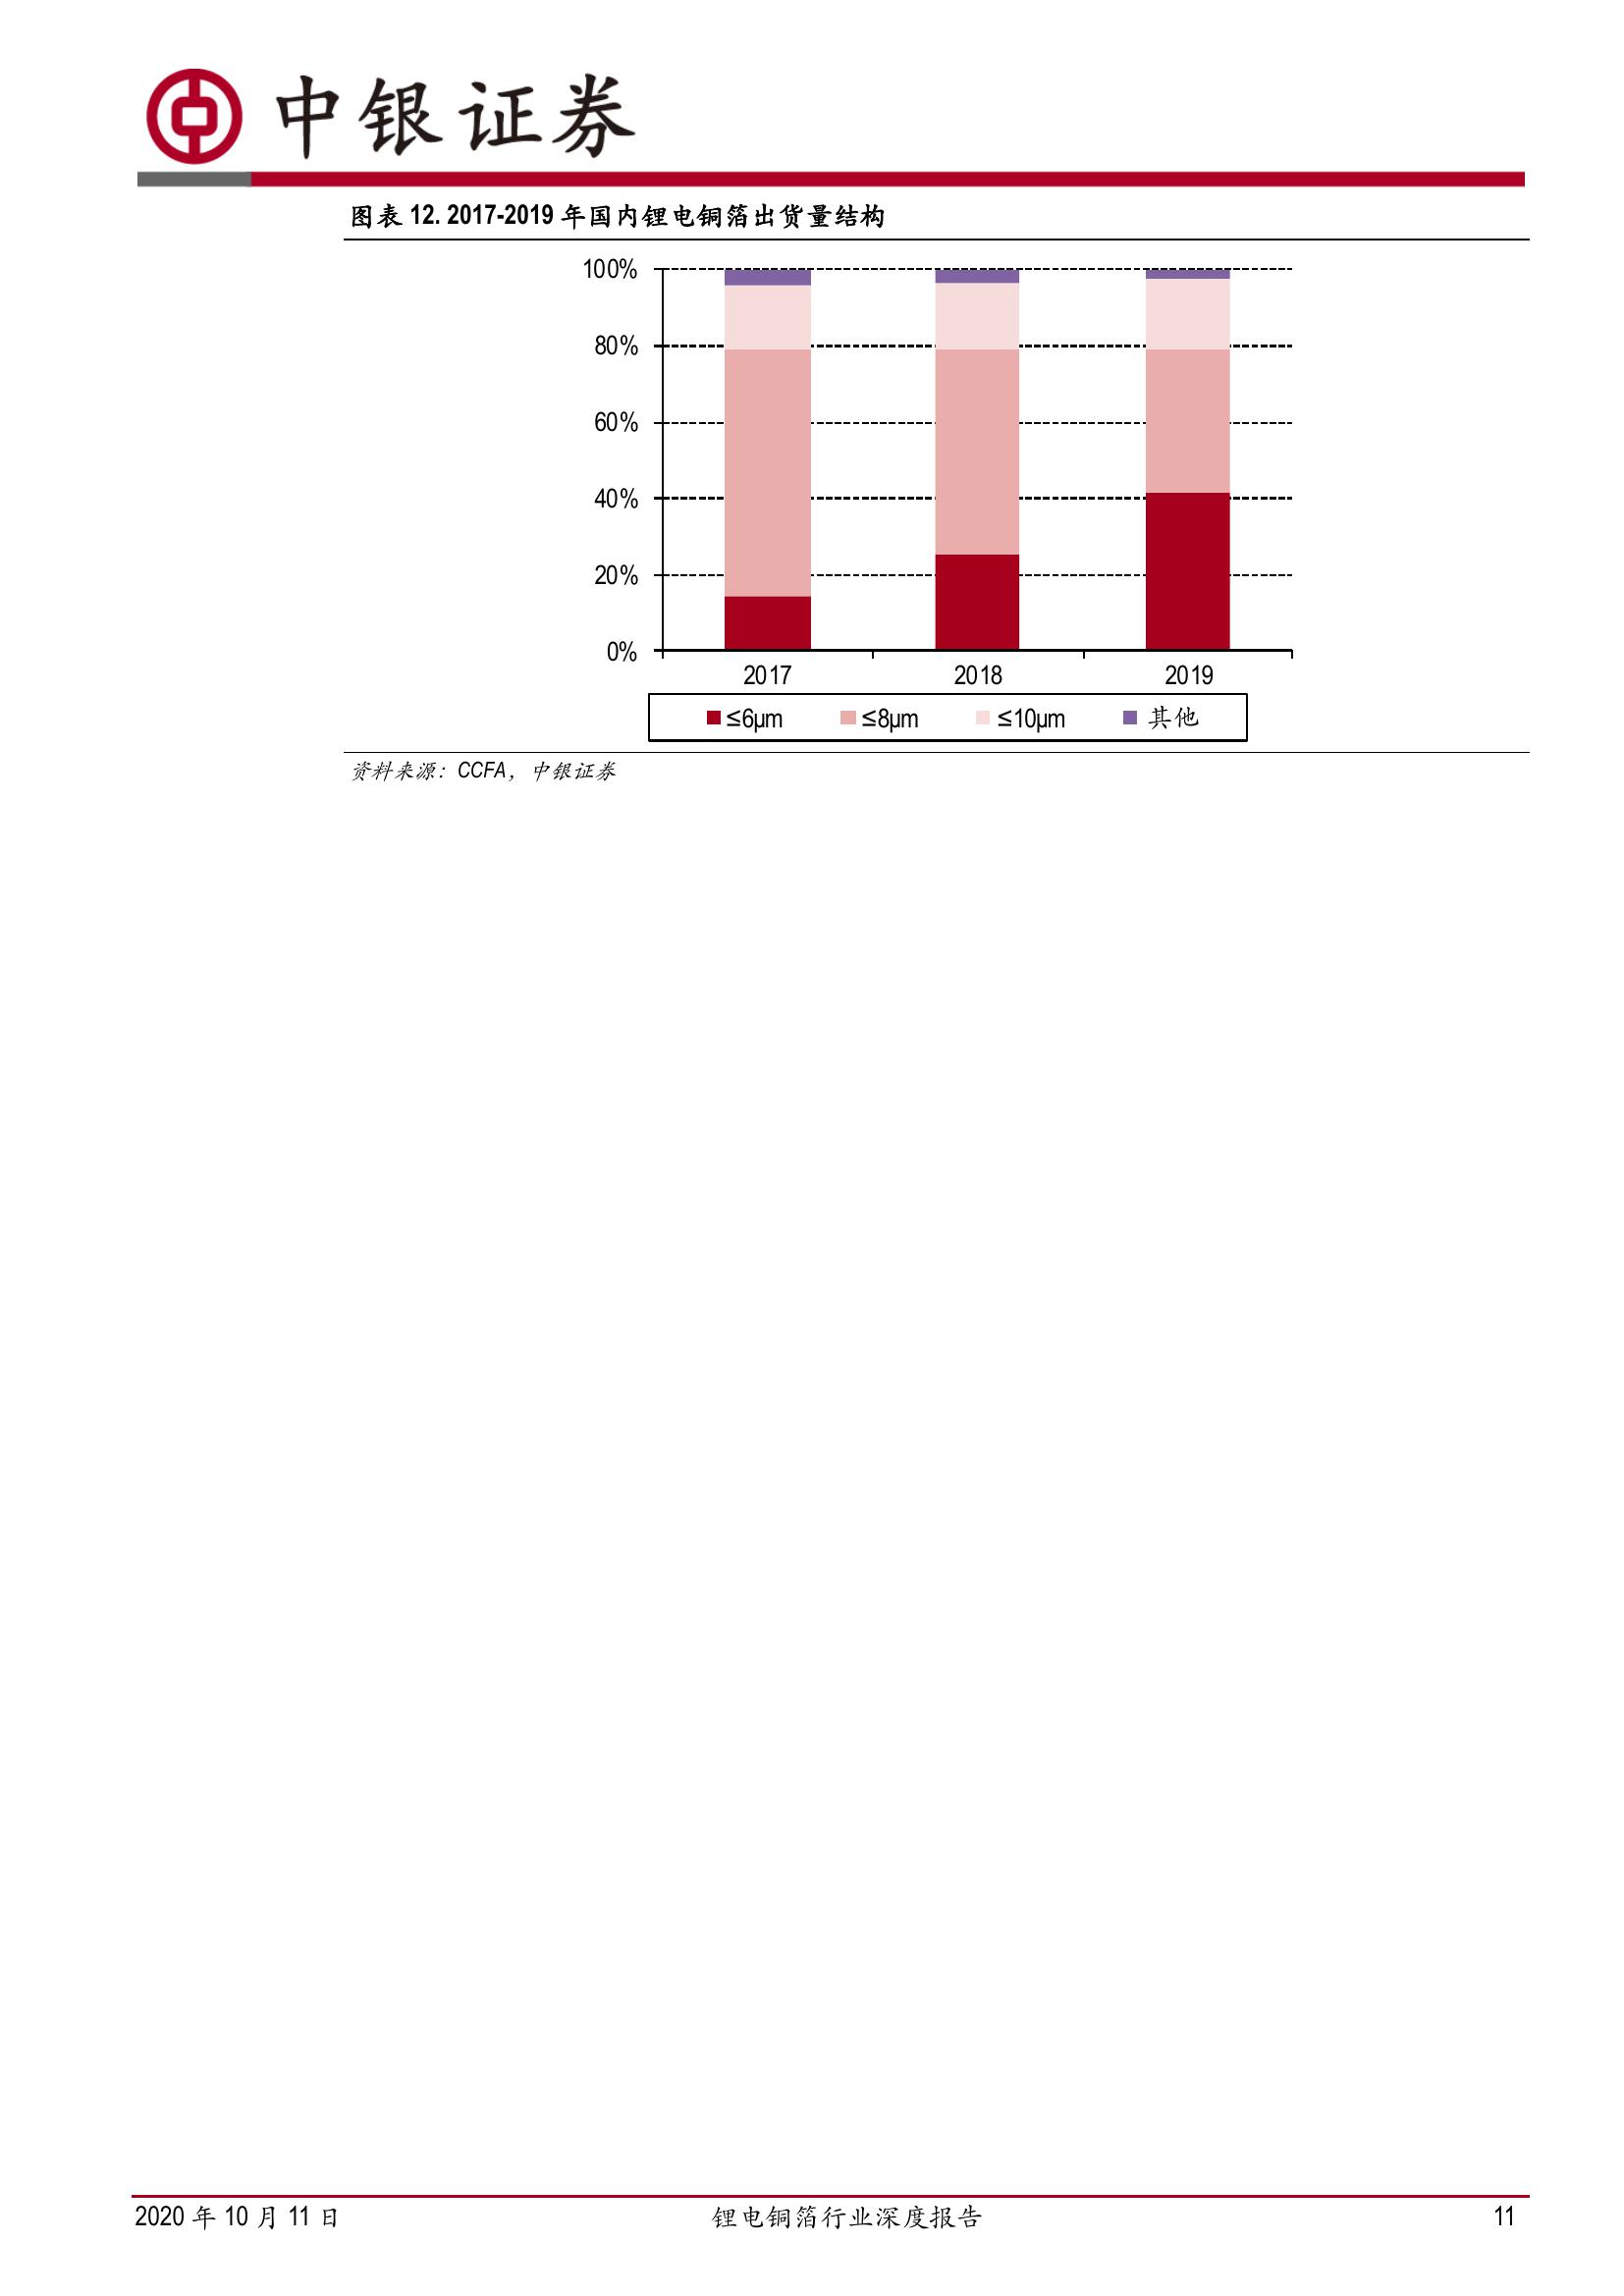 中银证券
图表 12. 2017-2019 年国内锂电铜箔出货量结构
100%
80%
60%
40%
20%
0%
2017 2018 2019
≤6μm ≤8μm ≤10μm 其他
资料来源：CCFA，中银证券
2020 年 10 月 11 日 锂电铜箔行业深度报告 11